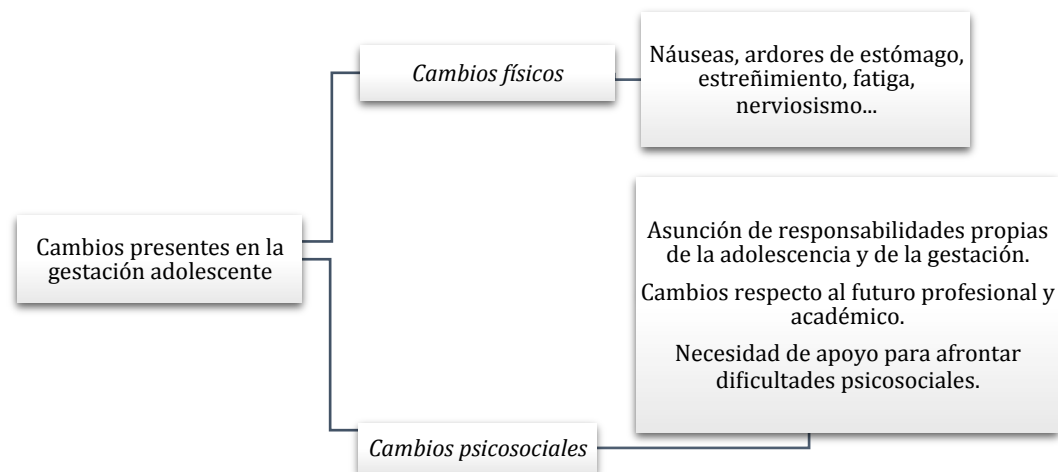 Cambios presentes en la
gestación adolescente
Cambios físicos
Náuseas, ardores de estómago,
estreñimiento, fatiga,
nerviosismo...
Cambios psicosociales
Asunción de responsabilidades propias
de la adolescencia y de la gestación.
Cambios respecto al futuro profesional y
académico.
Necesidad de apoyo para afrontar
dificultades psicosociales.